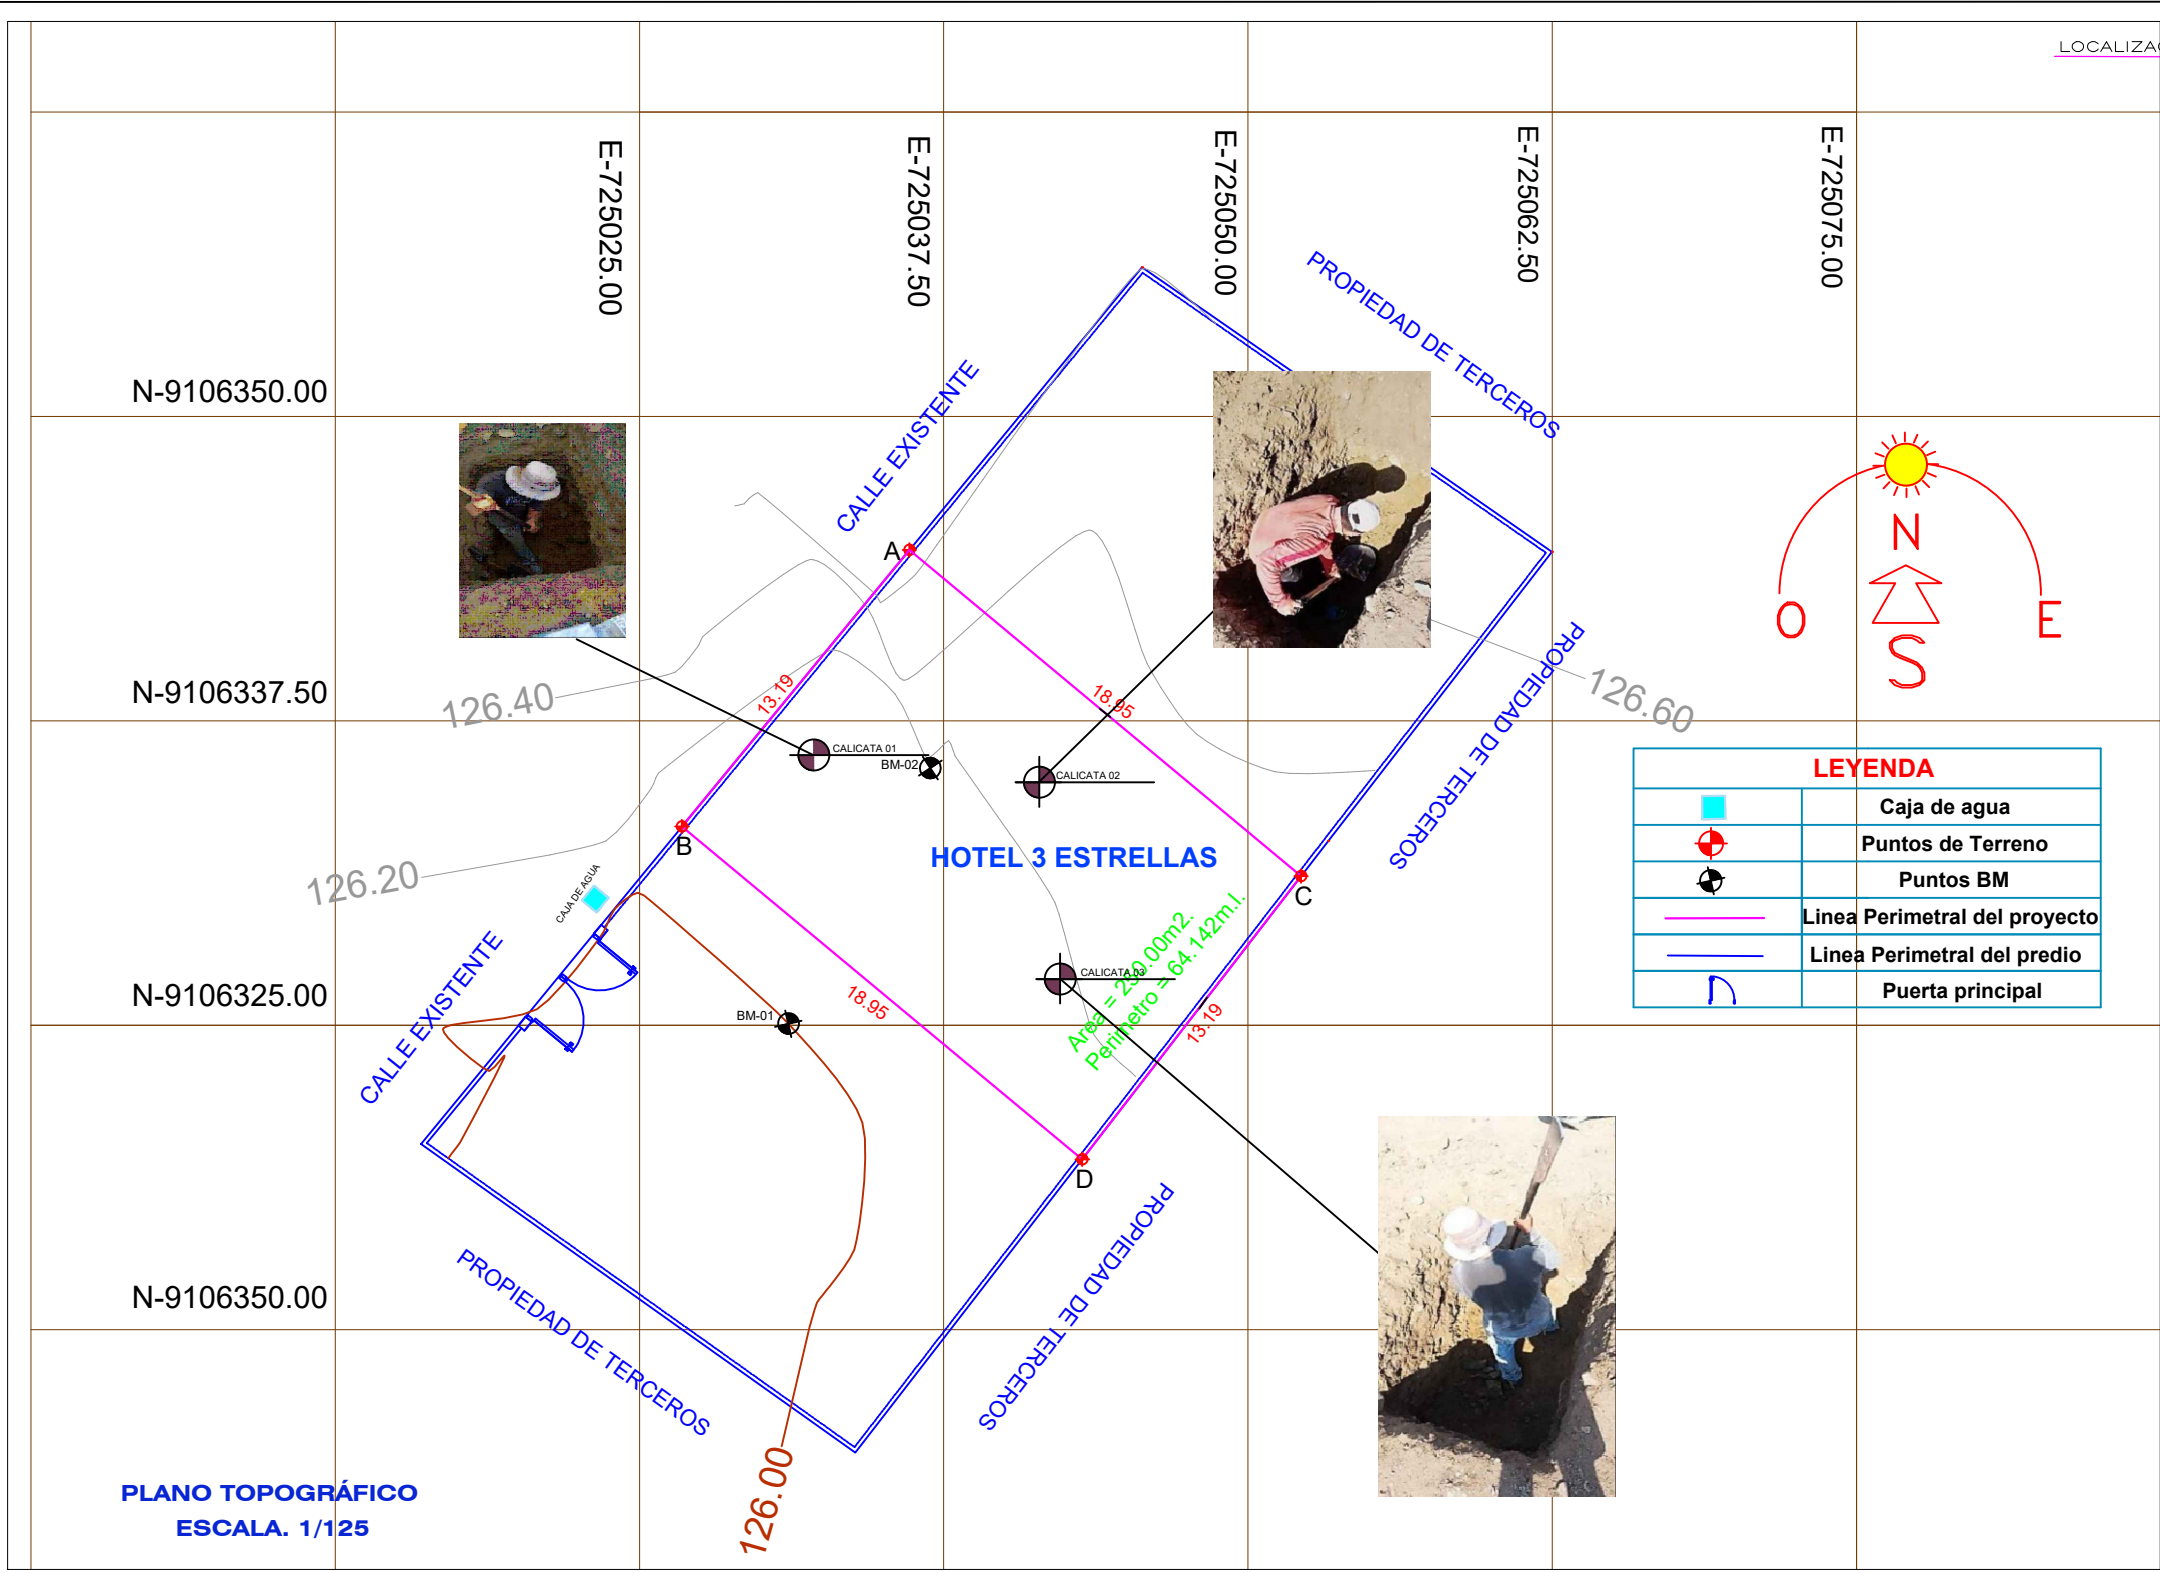 LOCALIZA
E-725025.00
E-725037.50
E-725050.00
E-725062.50
E-725075.00
PROPIEDAD DE TERCEROS
N-9106350.00
CALLE EXISTENTE
A
N
O
E
S
N-9106337.50
126.40
13.19
18.95
PROPIEDAD DE TERCEROS
126.60
CALICATA 01
BM-02
CALICATA 02
LEYENDA
Caja de agua
Puntos de Terreno
Puntos BM
Linea Perimetral del proyecto
Linea Perimetral del predio
Puerta principal
B
HOTEL 3 ESTRELLAS
126.20
CAJA DE AGUA
C
N-9106325.00
CALLE EXISTENTE
18.95
BM-01
CALICATA 03
Area = 250.00m2.
Perimetro = 64.142m.l.
13.19
D
N-9106350.00
PROPIEDAD DE TERCEROS
PROPIEDAD DE TERCEROS
126.00
PLANO TOPOGRÁFICO
ESCALA. 1/125